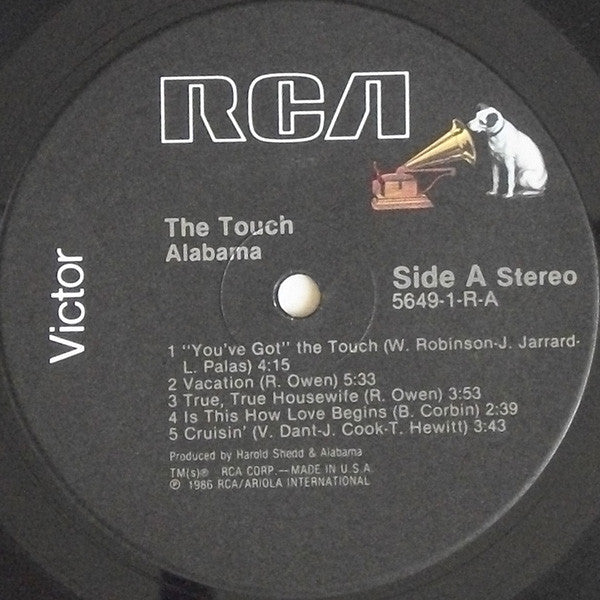 RCA
The Touch
Alabama
Victor
Side A Stereo
5649-1-R-A
1 "You've Got" the Touch (W. Robinson-J. Jarrard-
L. Palas) 4:15
2 Vacation (R. Owen) 5:33
3 True, True Housewife (R. Owen) 3:53
4 Is This How Love Begins (B. Corbin) 2:39
5 Cruisin' (V. Dant-J. Cook-T. Hewitt) 3:43
Produced by Harold Shedd & Alabama
TM(s)® RCA CORP.—MADE IN U.S.A.
℗ 1986 RCA/ARIOLA INTERNATIONAL